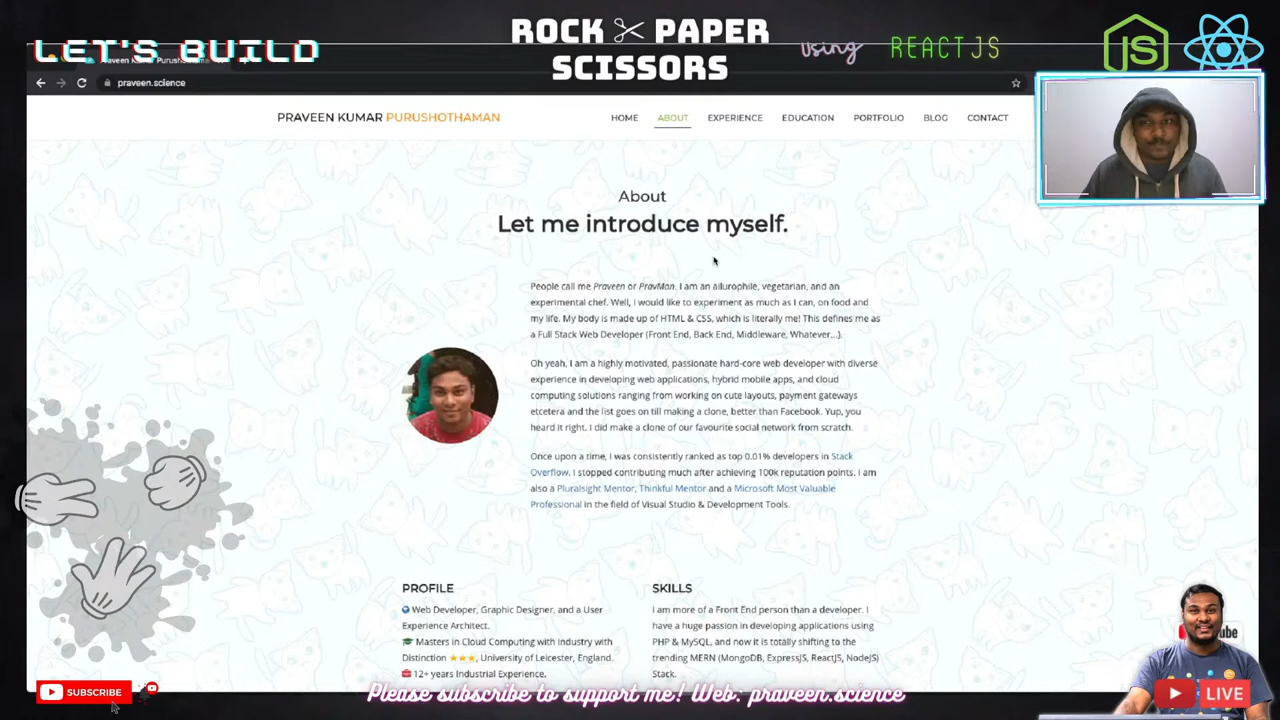 LET'S BUILD
ROCK PAPER
SCISSORS
using
REACTJS
JS
praveen.science
PRAVEEN KUMAR PURUSHOTHAMAN
HOME ABOUT EXPERIENCE EDUCATION PORTFOLIO BLOG CONTACT
About
Let me introduce myself.
People call me Praveen or PravMan. I am an ailurophile, vegetarian, and an
experimental chef. Well, I would like to experiment as much as I can, on food and
my life. My body is made up of HTML & CSS, which is literally me! This defines me as
a Full Stack Web Developer (Front End, Back End, Middleware, Whatever...).
Oh yeah, I am a highly motivated, passionate hard-core web developer with diverse
experience in developing web applications, hybrid mobile apps, and cloud
computing solutions ranging from working on cute layouts, payment gateways
etcetera and the list goes on till making a clone, better than Facebook. Yup, you
heard it right. I did make a clone of our favourite social network from scratch.
Once upon a time, I was consistently ranked as top 0.01% developers in Stack
Overflow. I stopped contributing much after achieving 100k reputation points. I am
also a Pluralsight Mentor, Thinkful Mentor and a Microsoft Most Valuable
Professional in the field of Visual Studio & Development Tools.
PROFILE
Web Developer, Graphic Designer, and a User
Experience Architect.
Masters in Cloud Computing with Industry with
Distinction ⭐⭐⭐, University of Leicester, England.
12+ years Industrial Experience.
SKILLS
I am more of a Front End person than a developer. I
have a huge passion in developing applications using
PHP & MySQL, and now it is totally shifting to the
trending MERN (MongoDB, ExpressJS, ReactJS, NodeJS)
Stack.
SUBSCRIBE
Please subscribe to support me! Web: praveen.science
LIVE